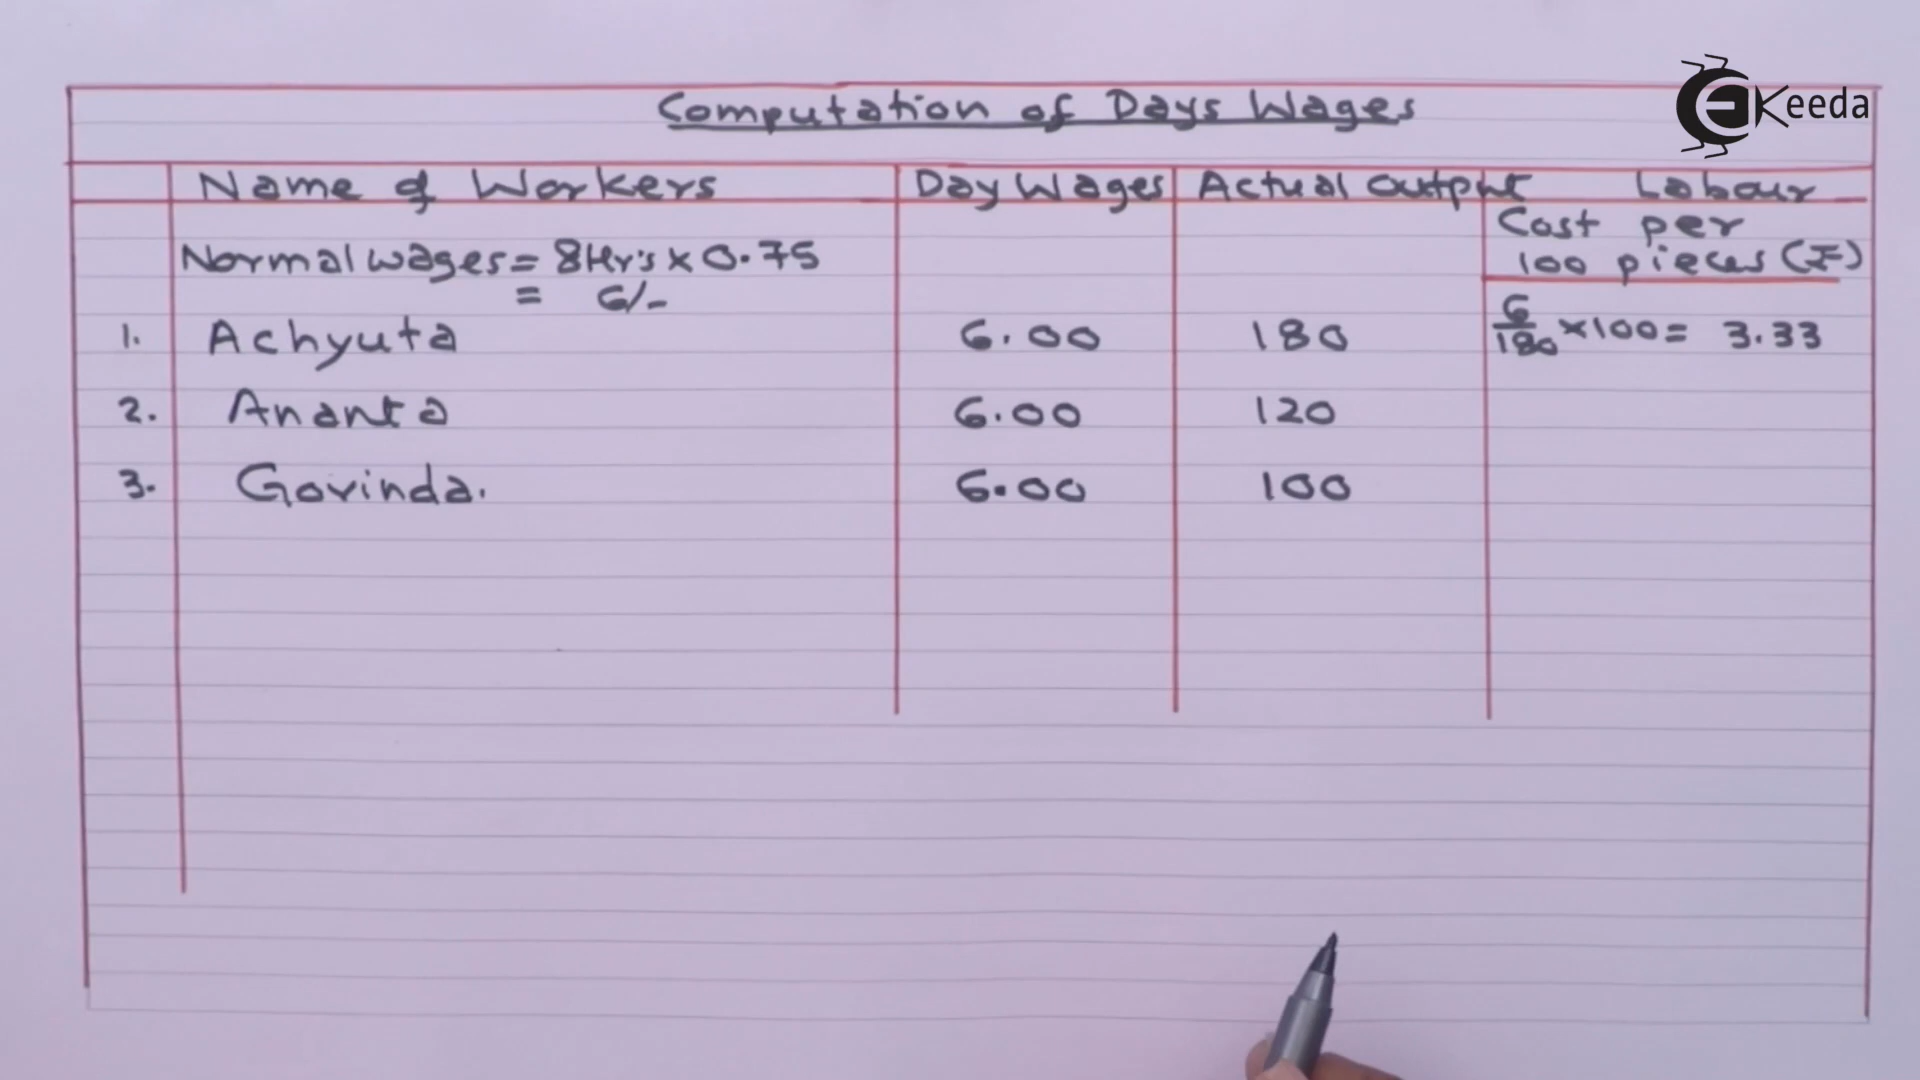 Keeda
Computation of Days Wages
Name of Workers Day Wages Actual Output Labour
Cost per
100 pieces (₹)
Normal wages = 8Hr's x 0.75
= 6/-
1. Achyuta 6.00 180 6/180 x100 = 3.33
2. Ananta 6.00 120
3. Govinda. 6.00 100